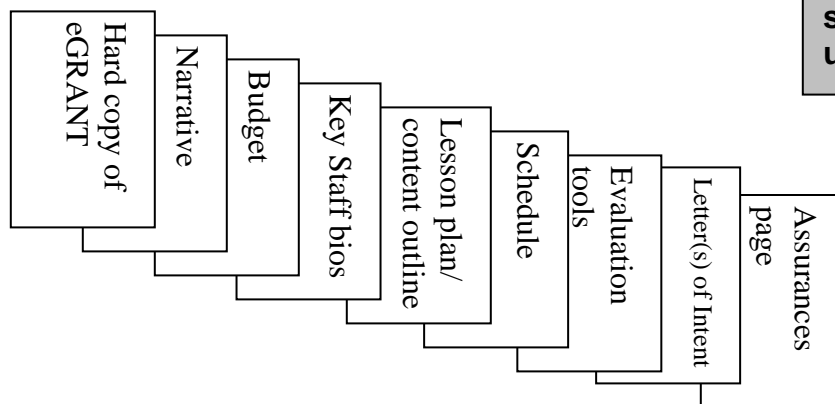 Hard copy of
eGRANT
Narrative
Budget
Key Staff bios
Lesson plan/
content outline
Schedule
Evaluation
tools
Letter(s) of Intent
Assurances
page